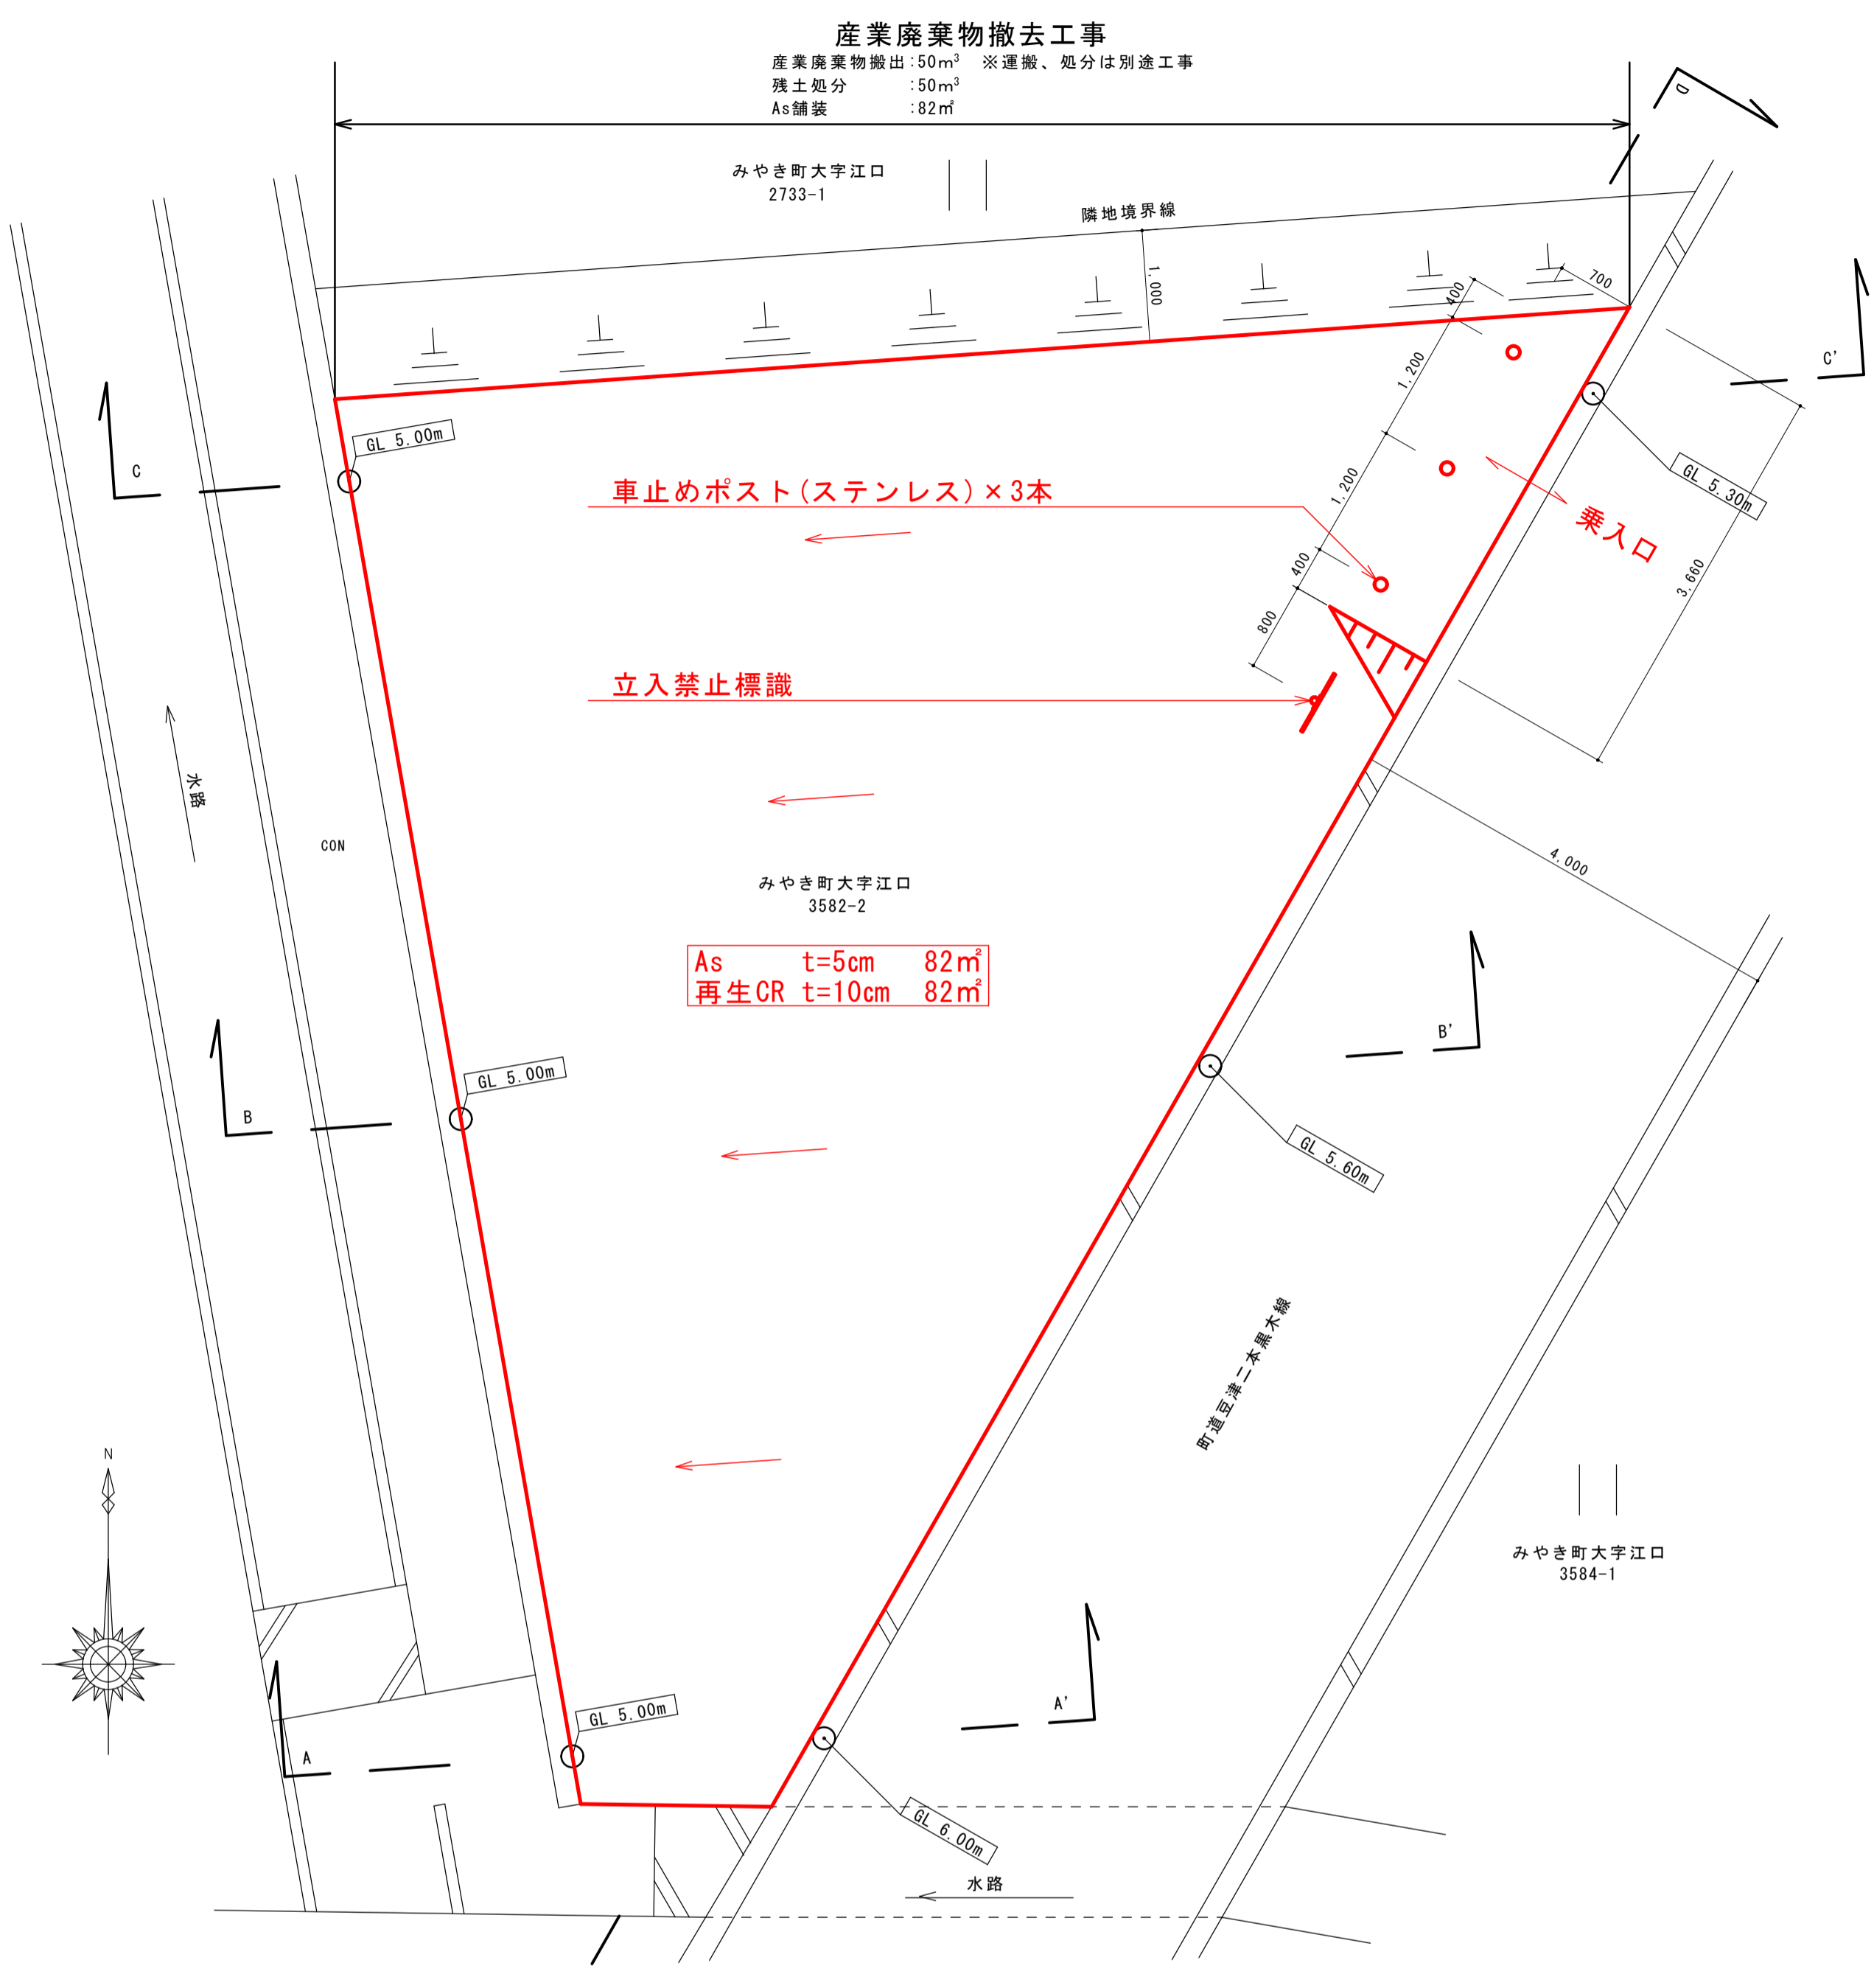 産業廃棄物撤去工事
産業廃棄物搬出:50m³ ※運搬、処分は別途工事
残土処分 :50m³
As舗装 :82㎡
D
みやき町大字江口
2733-1
隣地境界線
1,000
700
400
1,200
1,200
400
800
C'
C
GL 5.00m
GL 5.30m
車止めポスト(ステンレス)×3本
乗入口
3,660
立入禁止標識
水路
CON
4,000
みやき町大字江口
3582-2
As t=5cm 82㎡
再生CR t=10cm 82㎡
B'
B
GL 5.00m
GL 5.60m
町道豆津二本黒木線
N
みやき町大字江口
3584-1
A'
A
GL 5.00m
GL 6.00m
水路